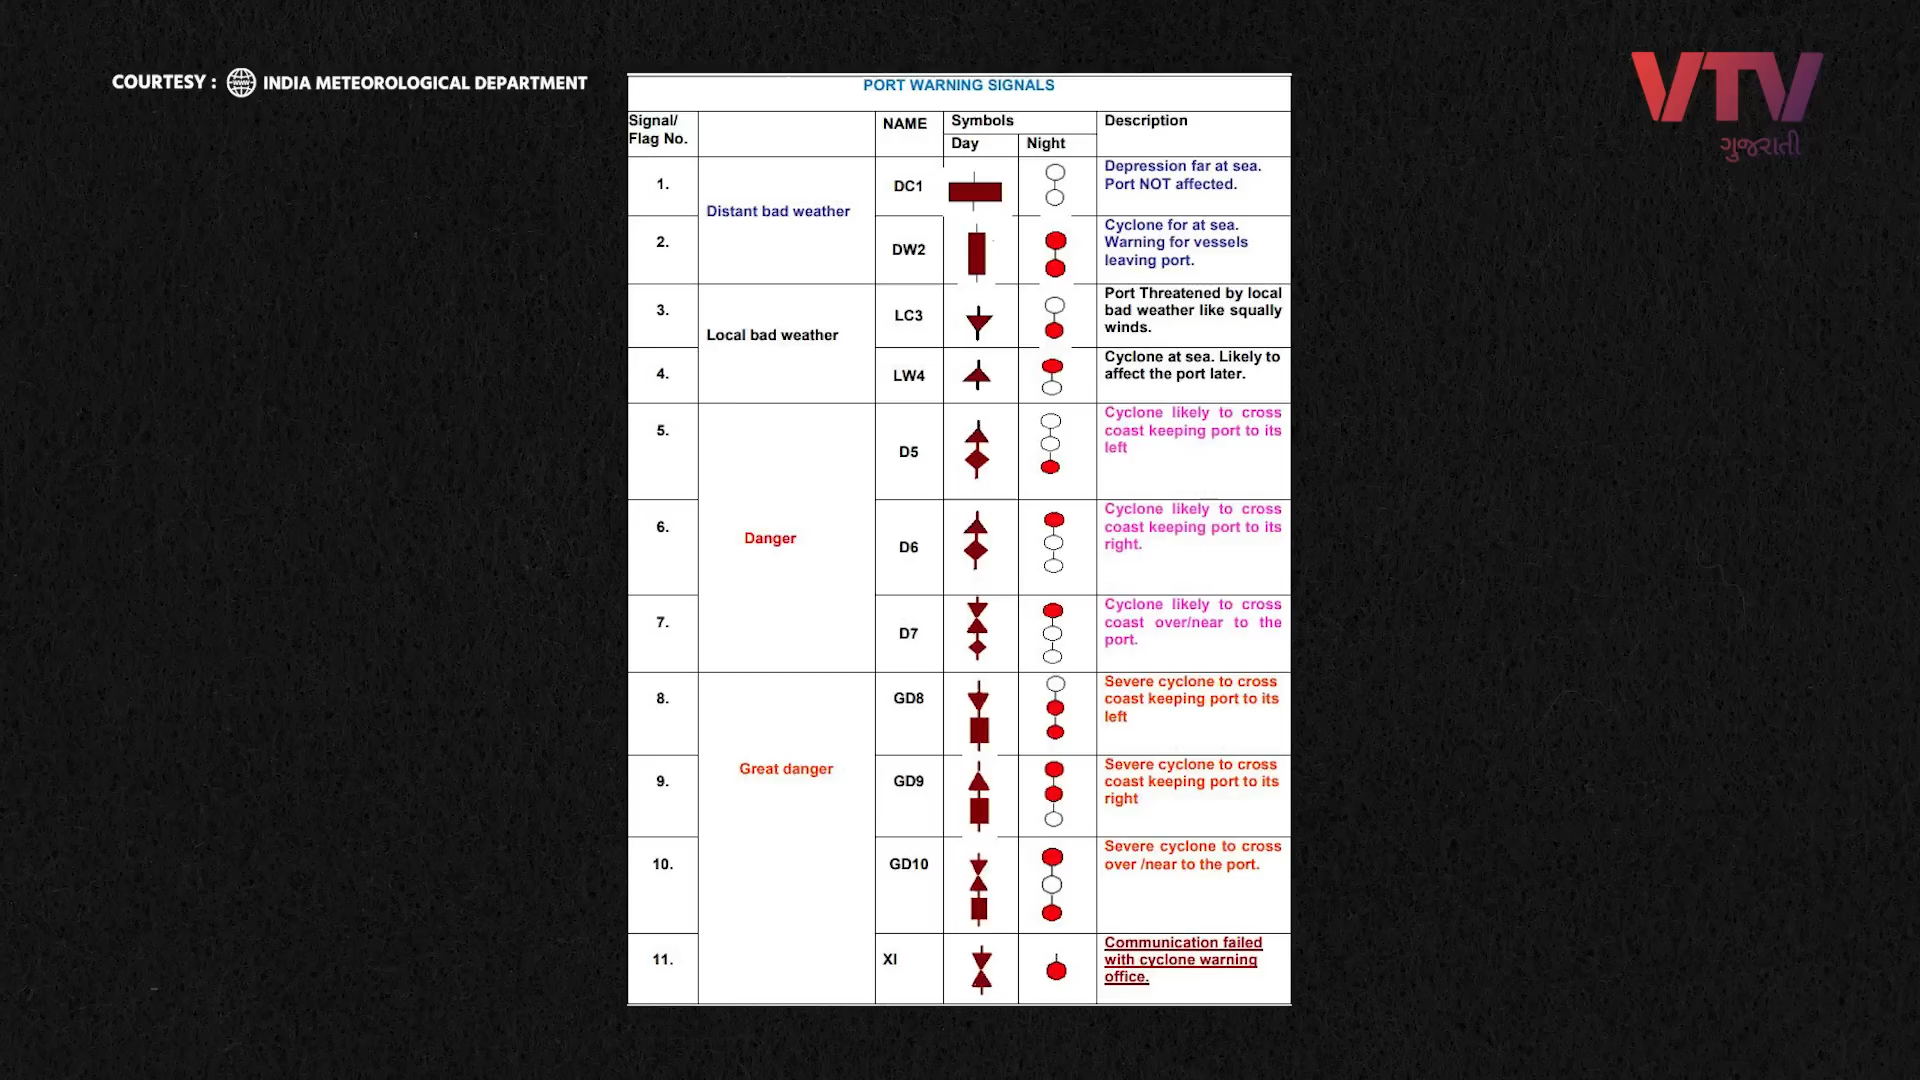 COURTESY : INDIA METEOROLOGICAL DEPARTMENT
VTV
ગુજરાતી
PORT WARNING SIGNALS
Signal/
Flag No.
NAME
Symbols
Description
Day
Night
1.
Distant bad weather
DC1
Depression far at sea.
Port NOT affected.
2.
DW2
Cyclone for at sea.
Warning for vessels
leaving port.
3.
Local bad weather
LC3
Port Threatened by local
bad weather like squally
winds.
4.
LW4
Cyclone at sea. Likely to
affect the port later.
5.
Danger
D5
Cyclone likely to cross
coast keeping port to its
left
6.
D6
Cyclone likely to cross
coast keeping port to its
right.
7.
D7
Cyclone likely to cross
coast over/near to the
port.
8.
Great danger
GD8
Severe cyclone to cross
coast keeping port to its
left
9.
GD9
Severe cyclone to cross
coast keeping port to its
right
10.
GD10
Severe cyclone to cross
over /near to the port.
11.
XI
Communication failed
with cyclone warning
office.